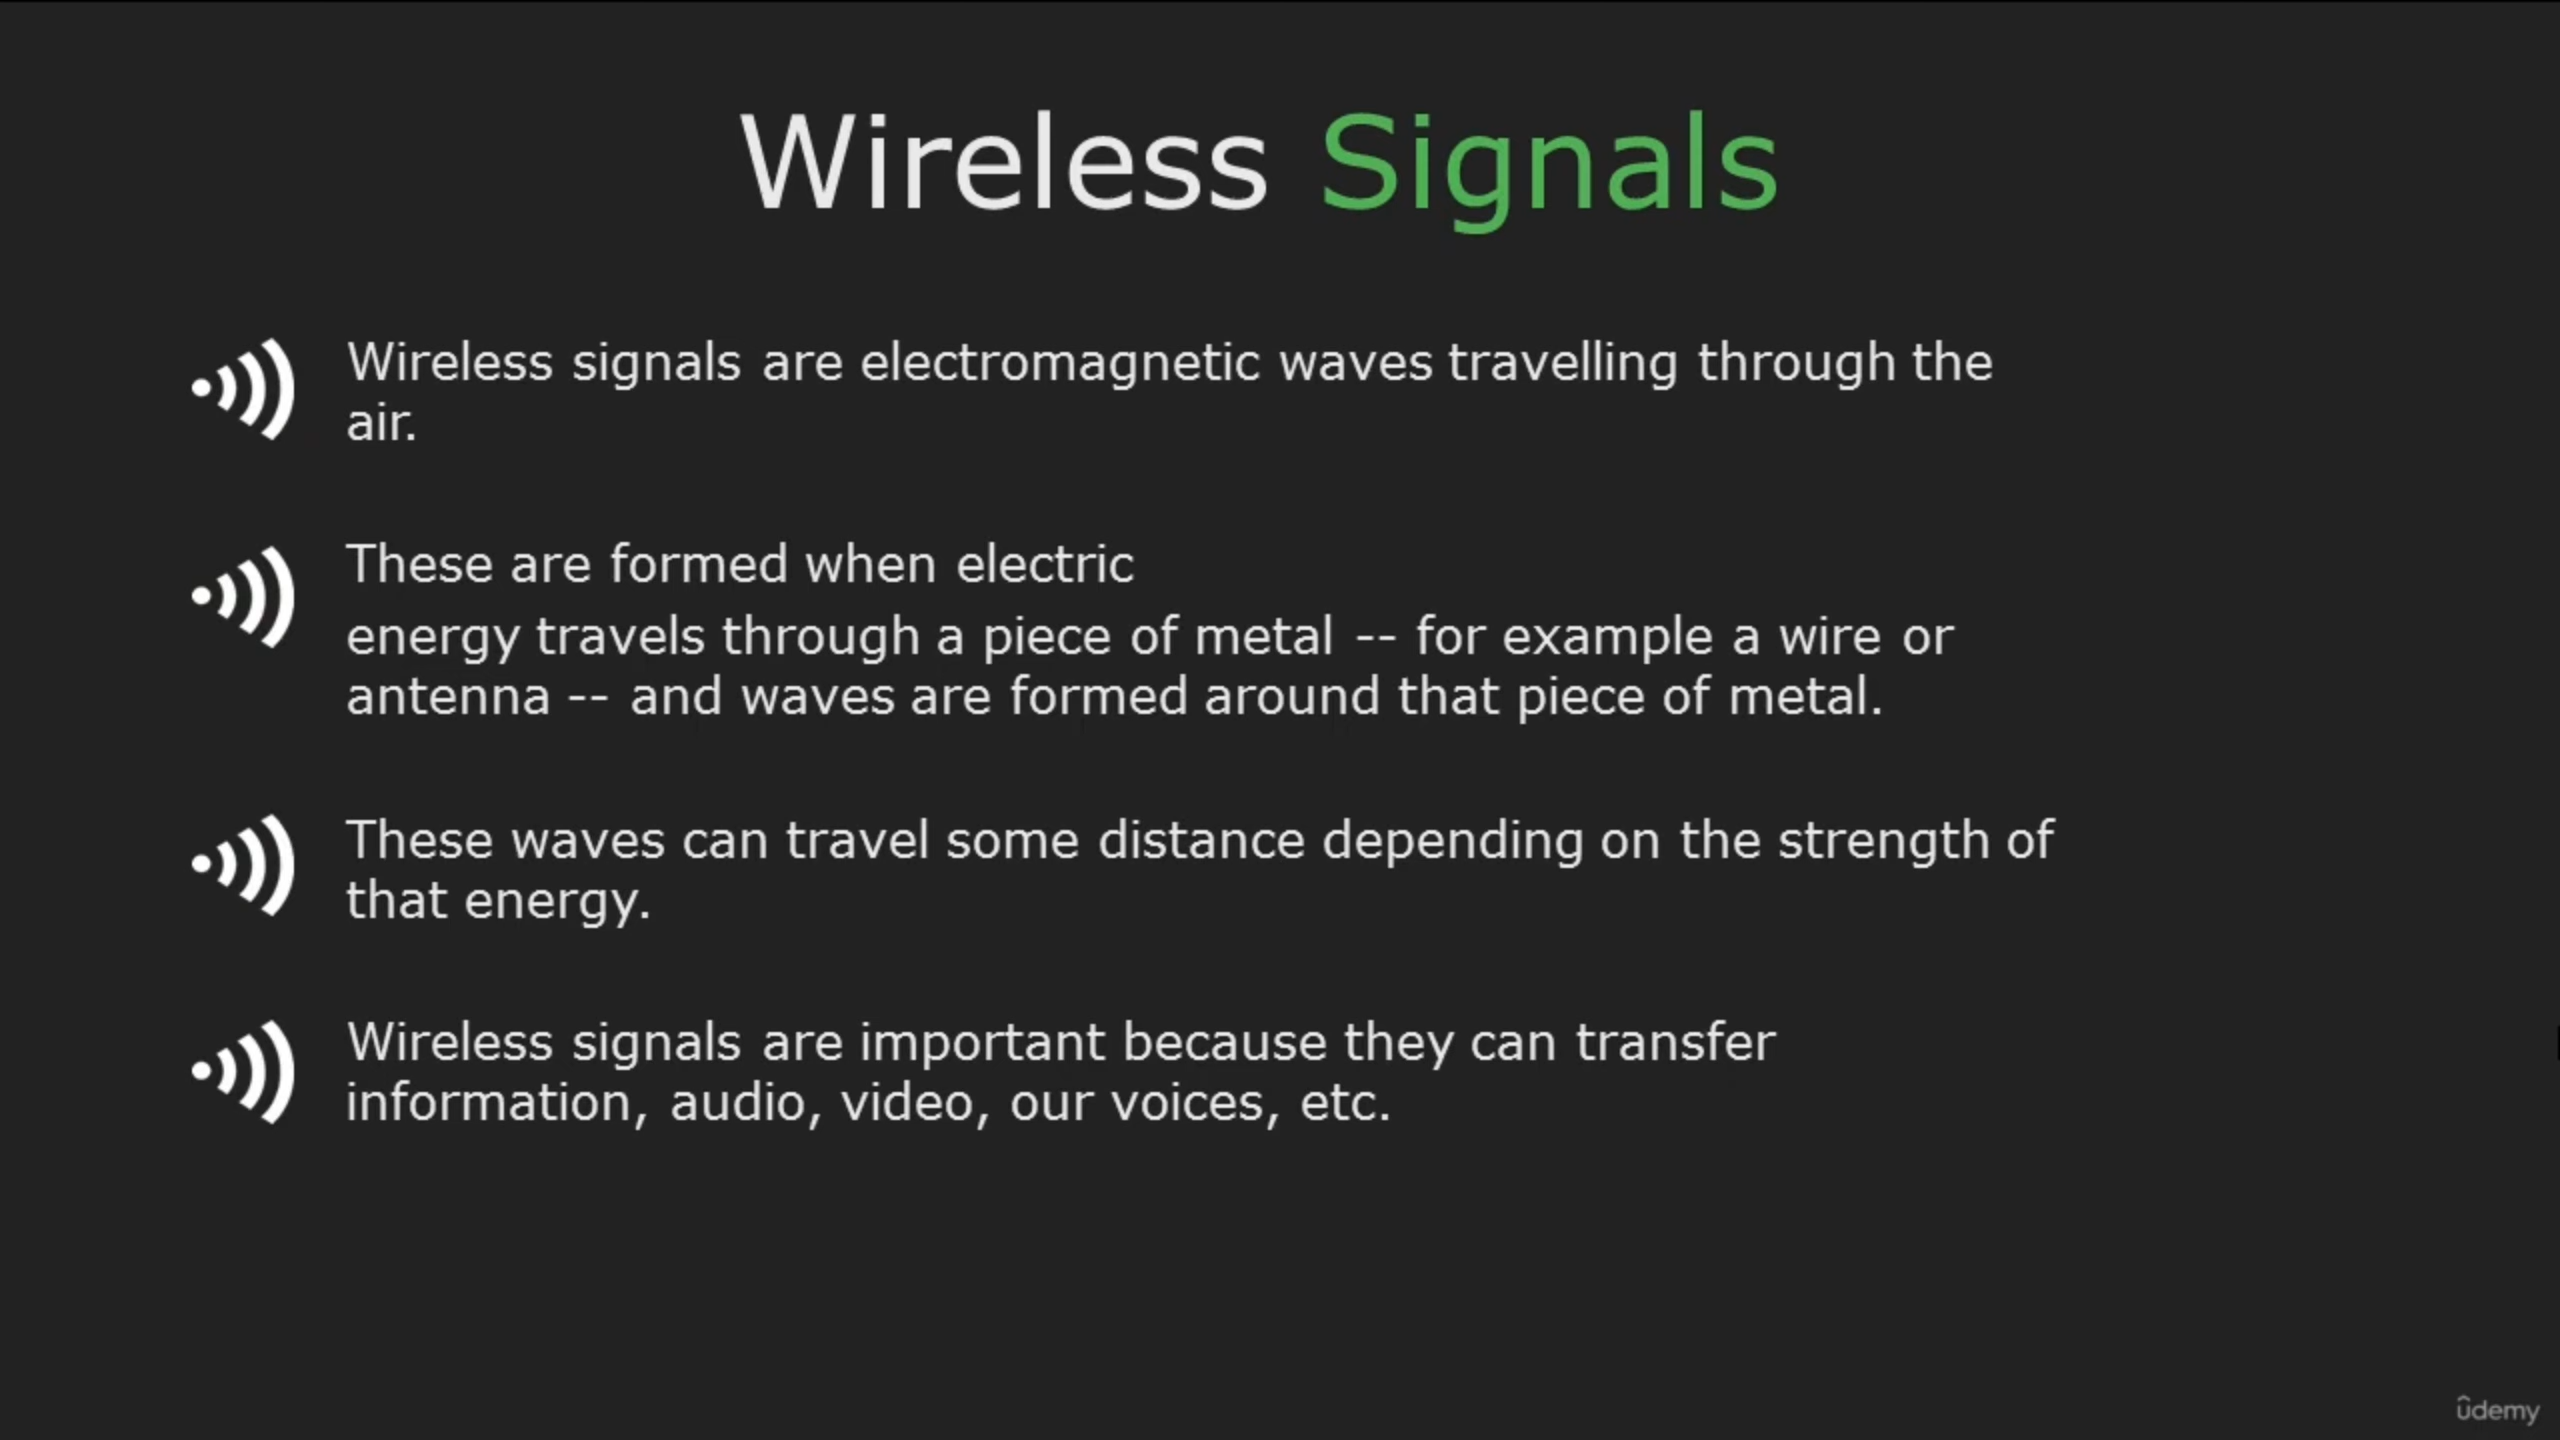 Wireless Signals
Wireless signals are electromagnetic waves travelling through the
air.
These are formed when electric
energy travels through a piece of metal -- for example a wire or
antenna -- and waves are formed around that piece of metal.
These waves can travel some distance depending on the strength of
that energy.
Wireless signals are important because they can transfer
information, audio, video, our voices, etc.
ûdemy